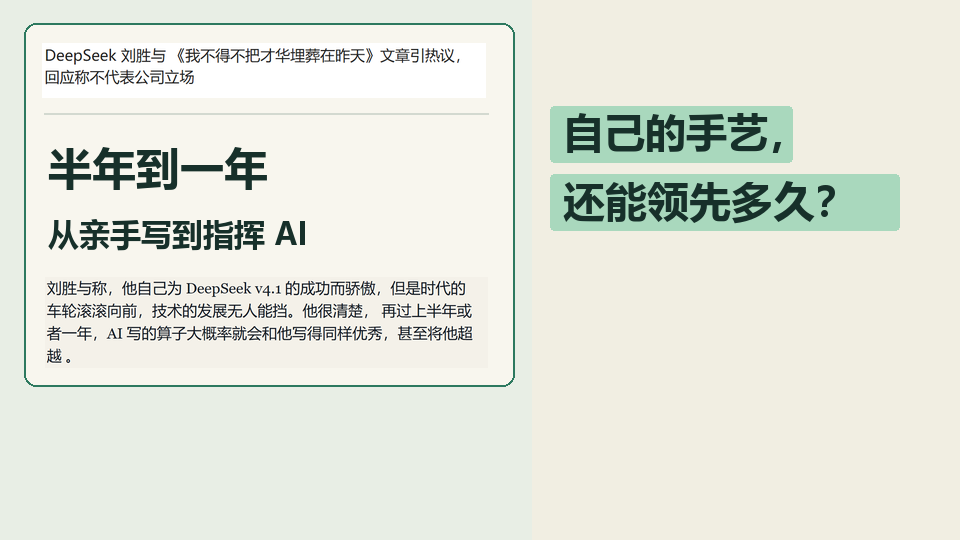 DeepSeek 刘胜与 《我不得不把才华埋葬在昨天》文章引热议，
回应称不代表公司立场
半年到一年
从亲手写到指挥 AI
刘胜与称，他自己为 DeepSeek v4.1 的成功而骄傲，但是时代的
车轮滚滚向前，技术的发展无人能挡。他很清楚， 再过上半年或
者一年，AI 写的算子大概率就会和他写得同样优秀，甚至将他超
越 。
自己的手艺，
还能领先多久？